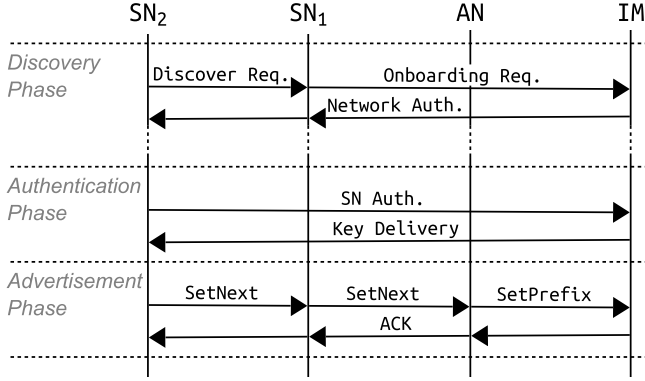 SN₂ SN₁ AN IM
Discovery
Phase
Discover Req. Onboarding Req.
Network Auth.
Authentication
Phase
SN Auth.
Key Delivery
Advertisement
Phase
SetNext SetNext SetPrefix
ACK